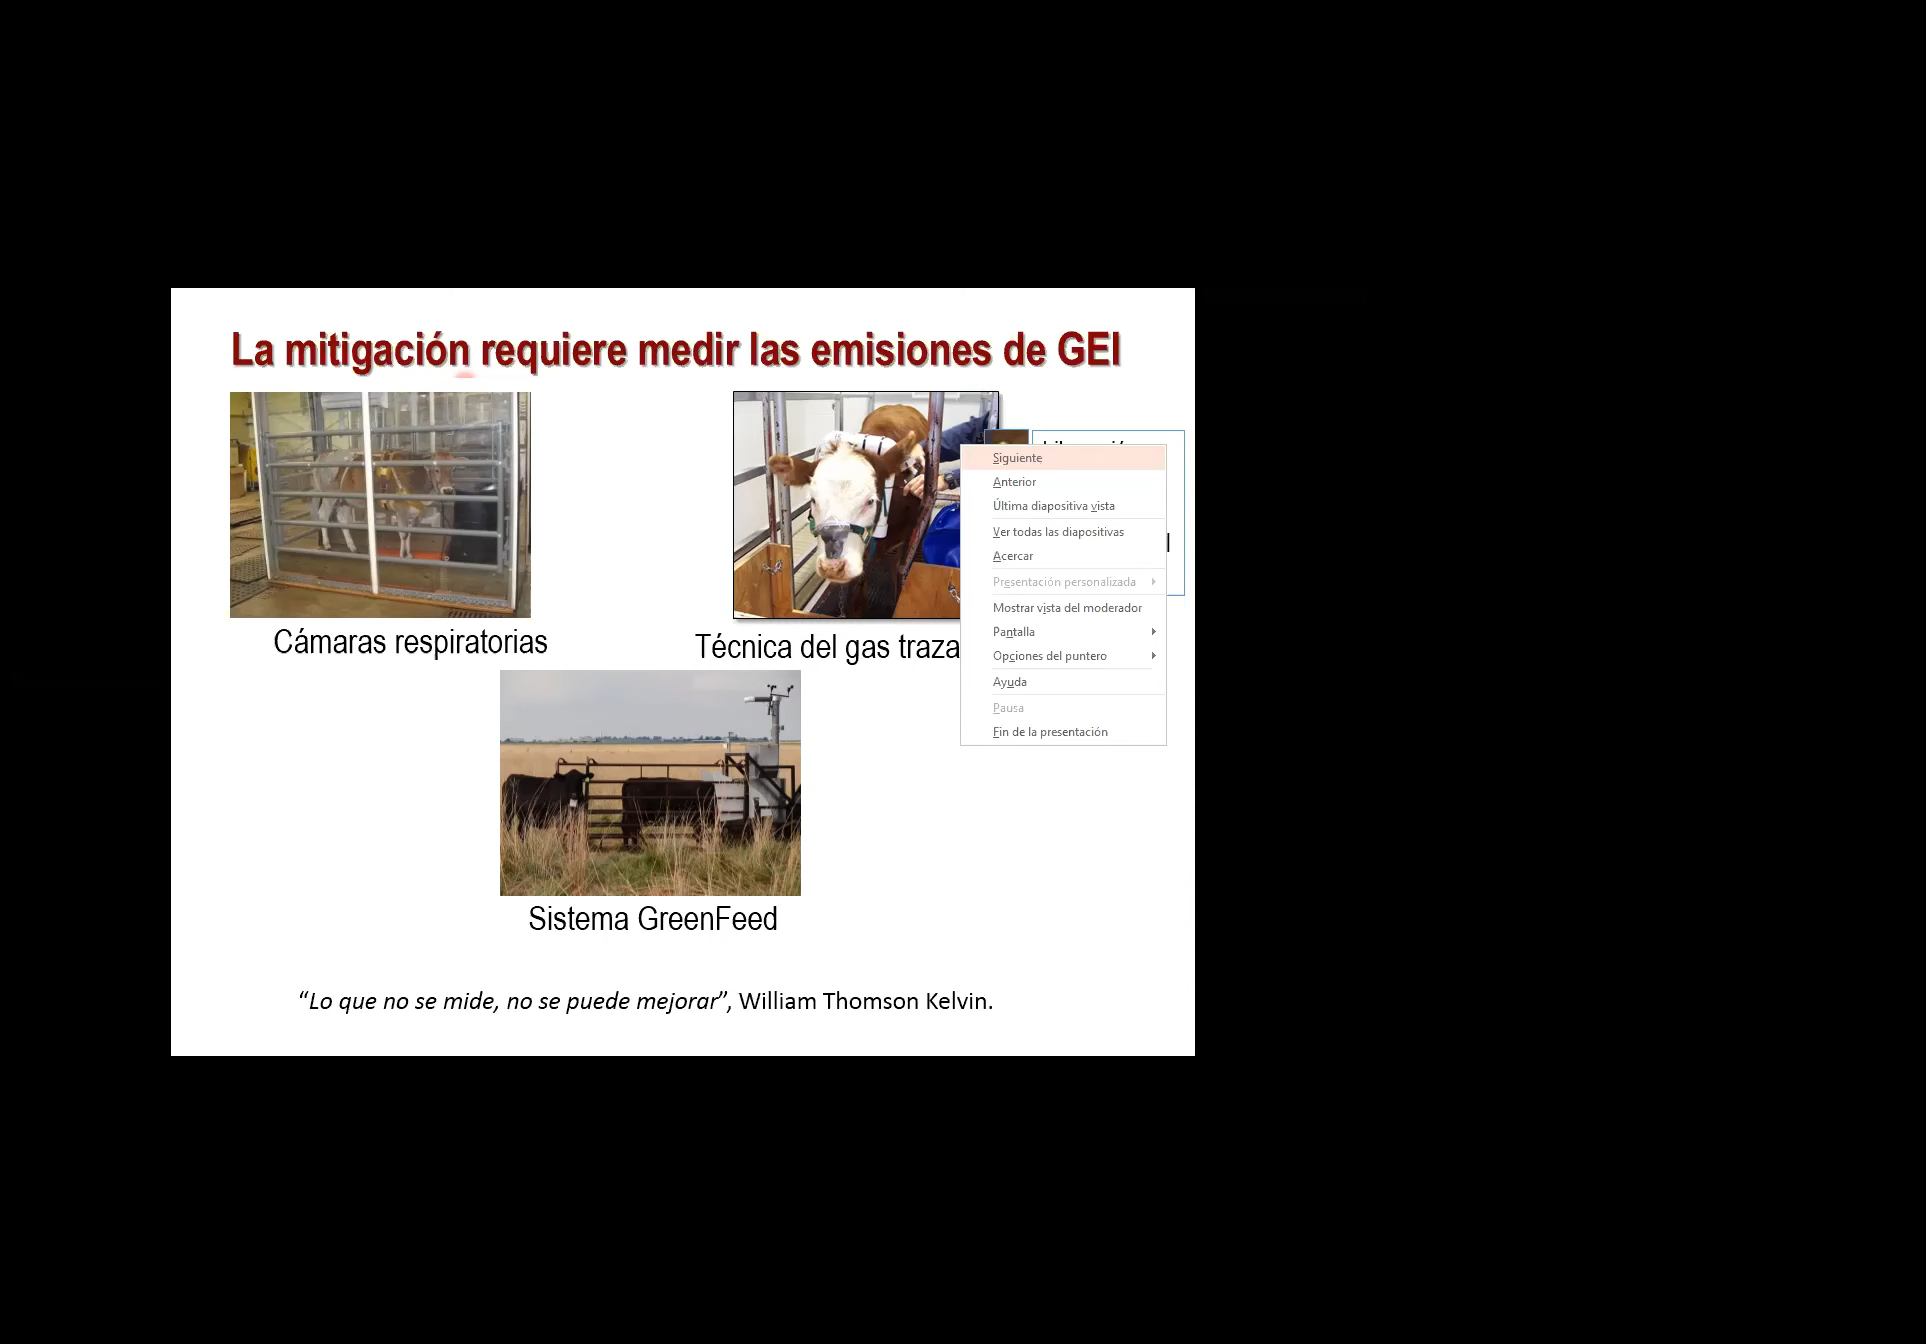 La mitigación requiere medir las emisiones de GEI
Siguiente
Anterior
Última diapositiva vista
Ver todas las diapositivas
Acercar
Presentación personalizada
Mostrar vista del moderador
Pantalla
Opciones del puntero
Ayuda
Pausa
Fin de la presentación
Cámaras respiratorias
Técnica del gas traza
Sistema GreenFeed
“Lo que no se mide, no se puede mejorar”, William Thomson Kelvin.